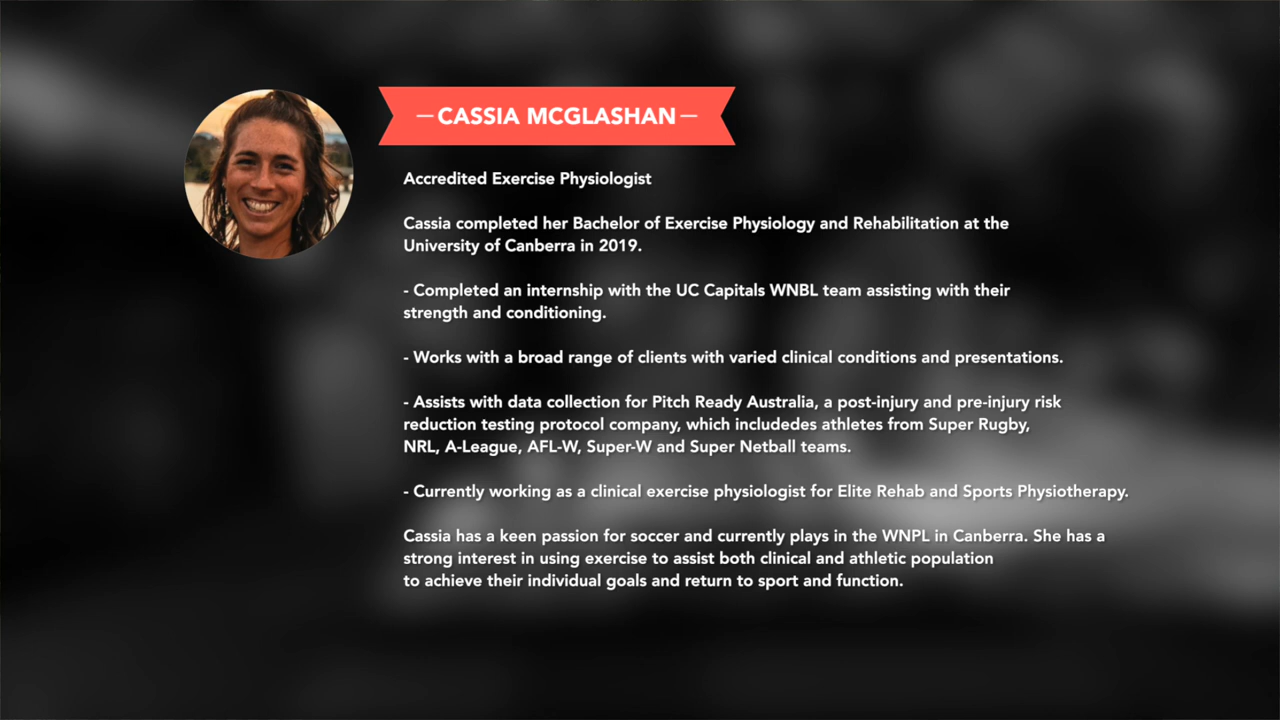 — CASSIA MCGLASHAN —
Accredited Exercise Physiologist
Cassia completed her Bachelor of Exercise Physiology and Rehabilitation at the
University of Canberra in 2019.
- Completed an internship with the UC Capitals WNBL team assisting with their
strength and conditioning.
- Works with a broad range of clients with varied clinical conditions and presentations.
- Assists with data collection for Pitch Ready Australia, a post-injury and pre-injury risk
reduction testing protocol company, which includedes athletes from Super Rugby,
NRL, A-League, AFL-W, Super-W and Super Netball teams.
- Currently working as a clinical exercise physiologist for Elite Rehab and Sports Physiotherapy.
Cassia has a keen passion for soccer and currently plays in the WNPL in Canberra. She has a
strong interest in using exercise to assist both clinical and athletic population
to achieve their individual goals and return to sport and function.